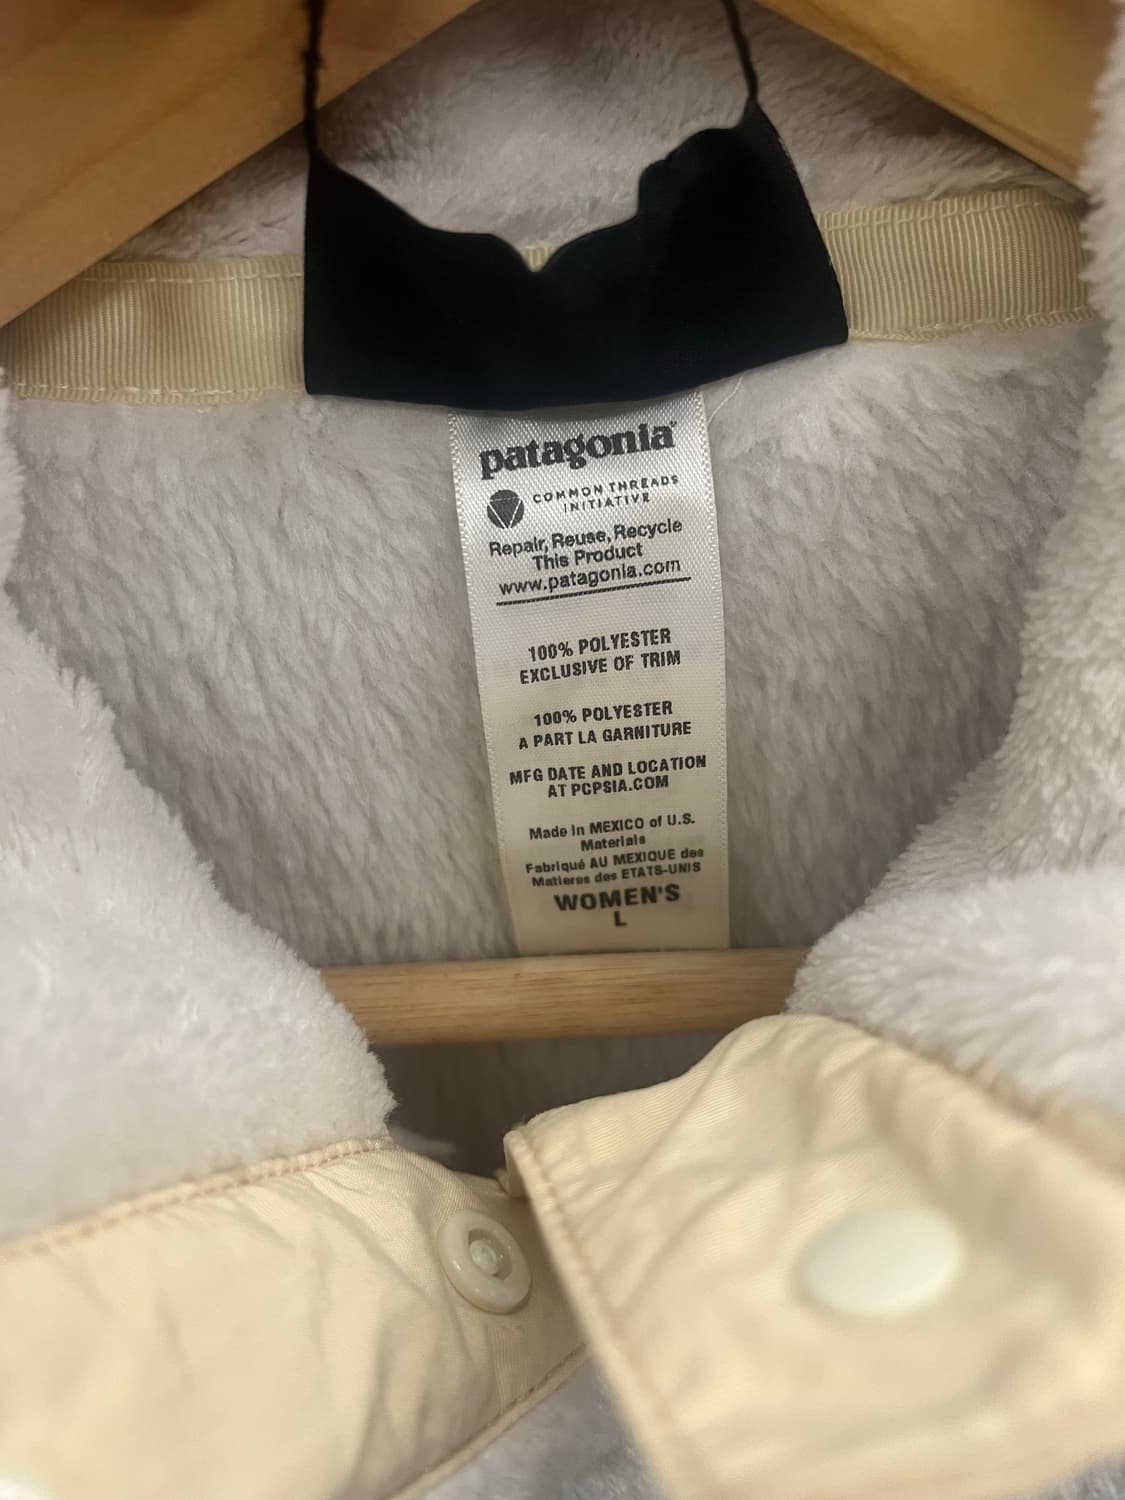 patagonia®
COMMON THREADS
INITIATIVE
Repair, Reuse, Recycle
This Product
www.patagonia.com
100% POLYESTER
EXCLUSIVE OF TRIM
100% POLYESTER
A PART LA GARNITURE
MFG DATE AND LOCATION
AT PCPSIA.COM
Made in MEXICO of U.S.
Materials
Fabriqué AU MEXIQUE des
Matieres des ETATS-UNIS
WOMEN'S
L